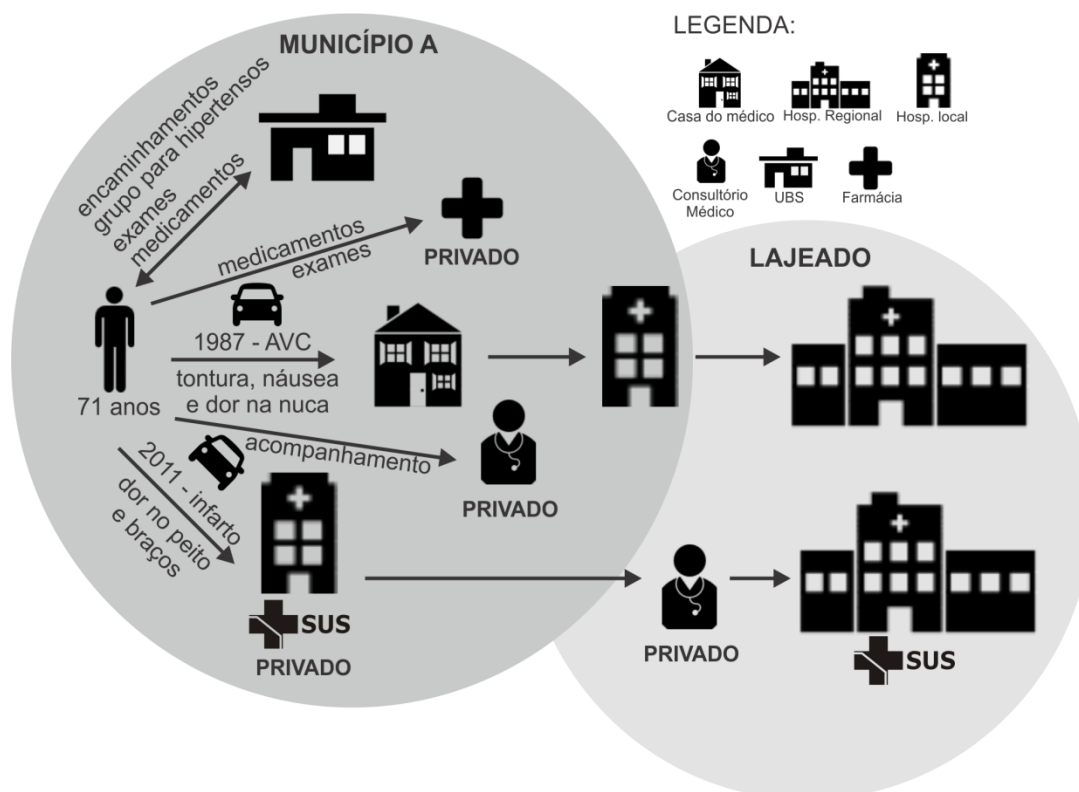 MUNICÍPIO A
encaminhamentos
grupo para hipertensos
exames
medicamentos
medicamentos
exames
PRIVADO
1987 - AVC
tontura, náusea
e dor na nuca
71 anos
acompanhamento
PRIVADO
2011 - infarto
dor no peito
e braços
SUS
PRIVADO
LEGENDA:
Casa do médico
Hosp. Regional
Hosp. local
Consultório
Médico
UBS
Farmácia
LAJEADO
PRIVADO
SUS